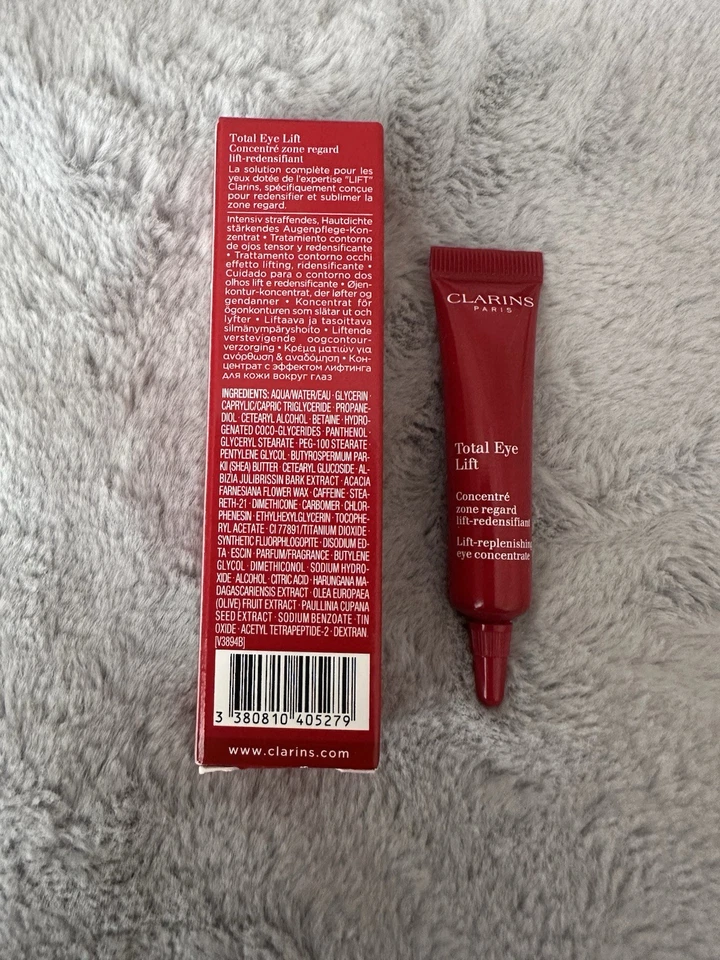 Total Eye Lift
Concentré zone regard
lift-redensifiant
La solution complète pour les
yeux dotée de l'expertise "LIFT"
Clarins, spécifiquement conçue
pour redensifier et sublimer la
zone regard.
Intensiv straffendes, Hautdichte
stärkendes Augenpflege-Kon-
zentrat • Tratamiento contorno
de ojos tensor y redensificante
• Trattamento contorno occhi
effetto lifting, ridensificante •
Cuidado para o contorno dos
olhos lift e redensificante • Øjen-
kontur-koncentrat, der løfter og
gendanner • Koncentrat för
ögonkonturen som slätar ut och
lyfter • Liftaava ja tasoittava
silmänympäryshoito • Liftende
verstevigende oogcontour-
verzorging • Κρέμα ματιών για
ανόρθωση & αναδόμηση • Кон-
центрат с эффектом лифтинга
для кожи вокруг глаз
INGREDIENTS: AQUA/WATER/EAU · GLYCERIN ·
CAPRYLIC/CAPRIC TRIGLYCERIDE · PROPANE-
DIOL · CETEARYL ALCOHOL · BETAINE · HYDRO-
GENATED COCO-GLYCERIDES · PANTHENOL ·
GLYCERYL STEARATE · PEG-100 STEARATE ·
PENTYLENE GLYCOL · BUTYROSPERMUM PAR-
KII (SHEA) BUTTER · CETEARYL GLUCOSIDE · AL-
BIZIA JULIBRISSIN BARK EXTRACT · ACACIA
FARNESIANA FLOWER WAX · CAFFEINE · STEA-
RETH-21 · DIMETHICONE · CARBOMER · CHLOR-
PHENESIN · ETHYLHEXYLGLYCERIN · TOCOPHE-
RYL ACETATE · CI 77891/TITANIUM DIOXIDE ·
SYNTHETIC FLUORPHLOGOPITE · DISODIUM ED-
TA · ESCIN · PARFUM/FRAGRANCE · BUTYLENE
GLYCOL · DIMETHICONOL · SODIUM HYDRO-
XIDE · ALCOHOL · CITRIC ACID · HARUNGANA MA-
DAGASCARIENSIS EXTRACT · OLEA EUROPAEA
(OLIVE) FRUIT EXTRACT · PAULLINIA CUPANA
SEED EXTRACT · SODIUM BENZOATE · TIN
OXIDE · ACETYL TETRAPEPTIDE-2 · DEXTRAN.
[V3894B]
3 380810 405279
www.clarins.com
CLARINS
PARIS
Total Eye
Lift
Concentré
zone regard
lift-redensifiant
Lift-replenishing
eye concentrate